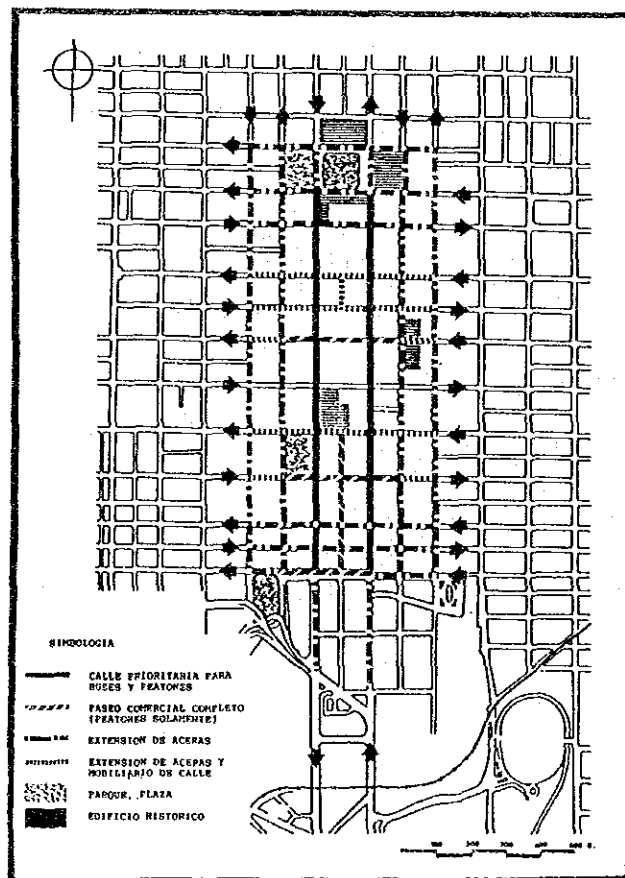 SIMBOLOGIA
CALLE PRIORITARIA PARA
BUSES Y PEATONES
PASEO COMERCIAL COMPLETO
(PEATONES SOLAMENTE)
EXTENSION DE ACERAS
EXTENSION DE ACERAS Y
MOBILIARIO DE CALLE
PARQUE, PLAZA
EDIFICIO HISTORICO